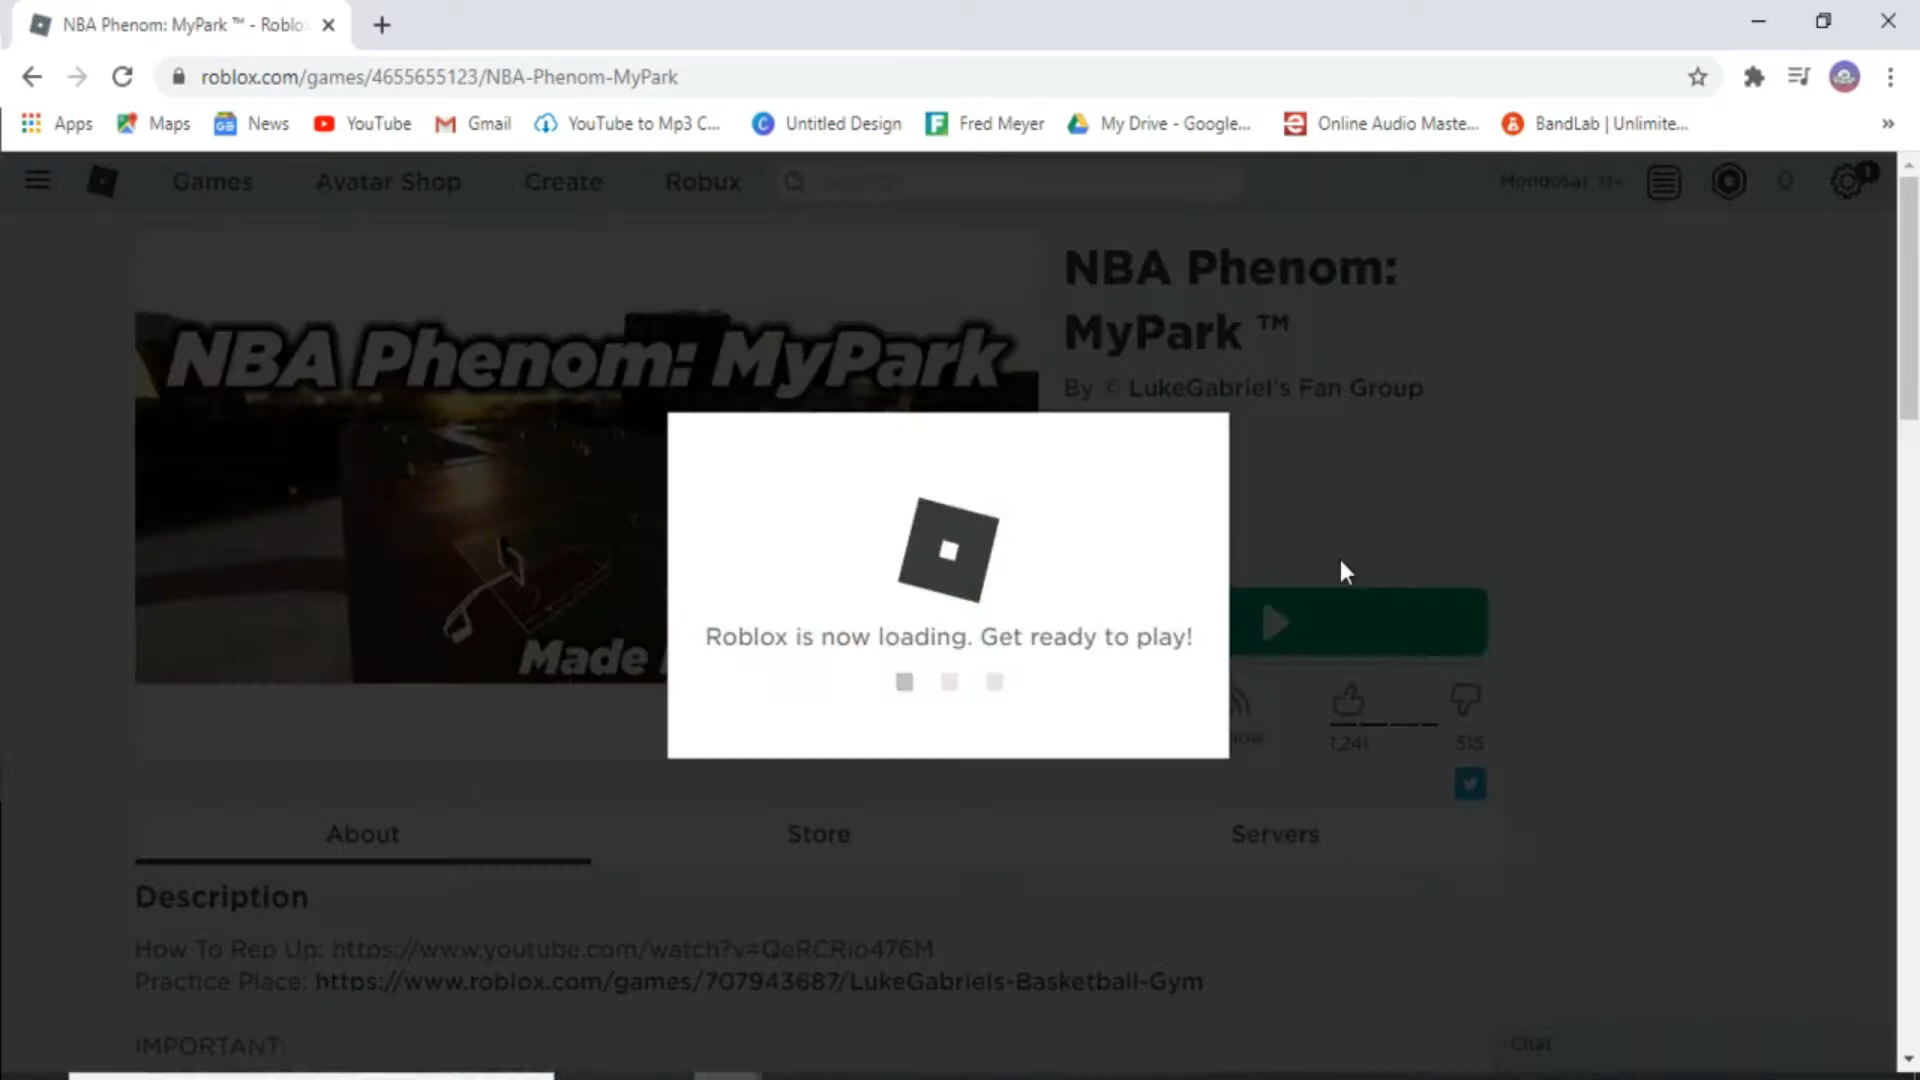 NBA Phenom: MyPark ™ - Roblo
roblox.com/games/4655655123/NBA-Phenom-MyPark
Apps Maps News YouTube Gmail YouTube to Mp3 C... Untitled Design Fred Meyer My Drive - Google... Online Audio Maste... BandLab | Unlimite... »
Games Avatar Shop Create Robux 0 1
NBA Phenom: MyPark
Made
NBA Phenom:
MyPark ™
By © LukeGabriel's Fan Group
Roblox is now loading. Get ready to play!
1,241 515
About Store Servers
Description
How To Rep Up: https://www.youtube.com/watch?v=QeRCRio476M
Practice Place: https://www.roblox.com/games/707943687/LukeGabriels-Basketball-Gym
IMPORTANT:
Chat